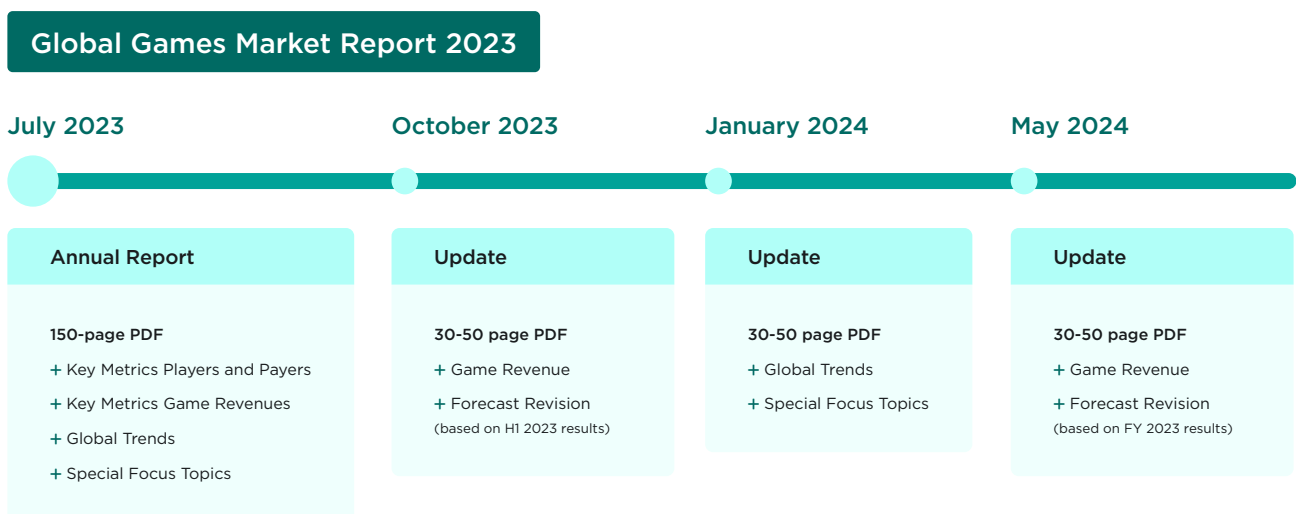 Global Games Market Report 2023
July 2023
October 2023
January 2024
May 2024
Annual Report
150-page PDF
+ Key Metrics Players and Payers
+ Key Metrics Game Revenues
+ Global Trends
+ Special Focus Topics
Update
30-50 page PDF
+ Game Revenue
+ Forecast Revision
(based on H1 2023 results)
Update
30-50 page PDF
+ Global Trends
+ Special Focus Topics
Update
30-50 page PDF
+ Game Revenue
+ Forecast Revision
(based on FY 2023 results)